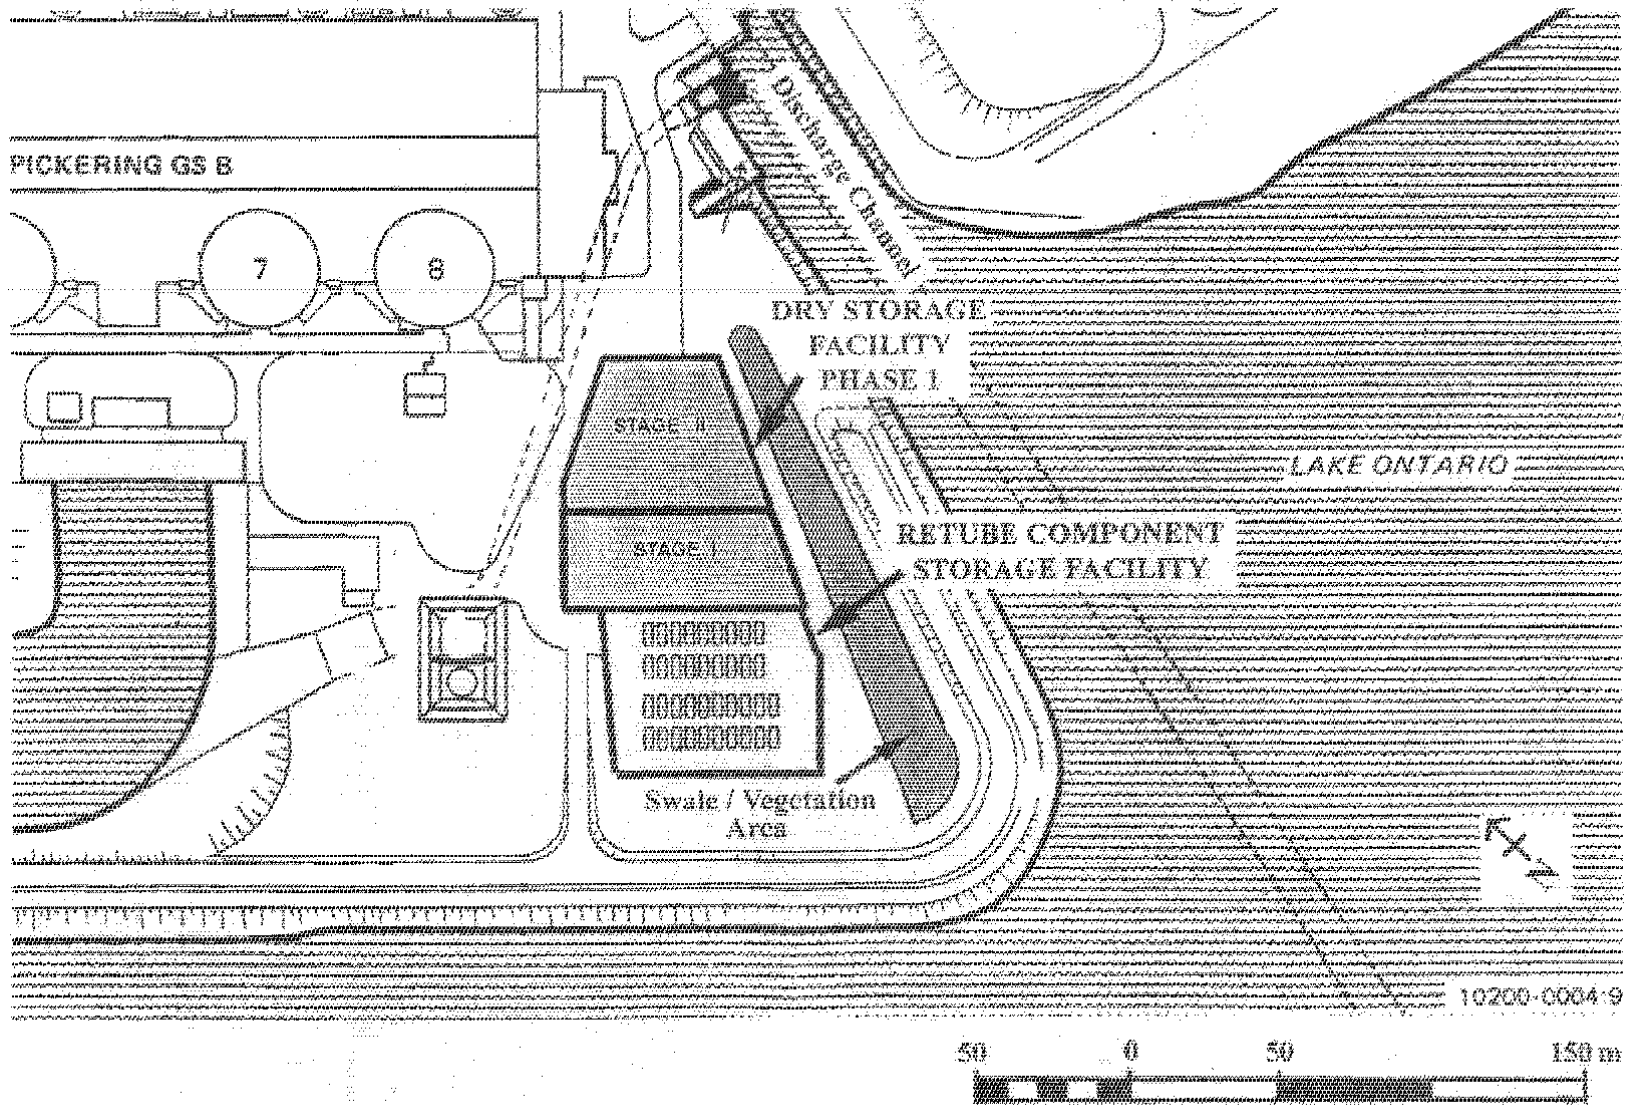 PICKERING GS B
Discharge Channel
7
8
DRY STORAGE
FACILITY
PHASE 1
STAGE II
LAKE ONTARIO
RETUBE COMPONENT
STORAGE FACILITY
STAGE I
Swale / Vegetation
Area
N
10200-0004:9
50 0 50 150 m